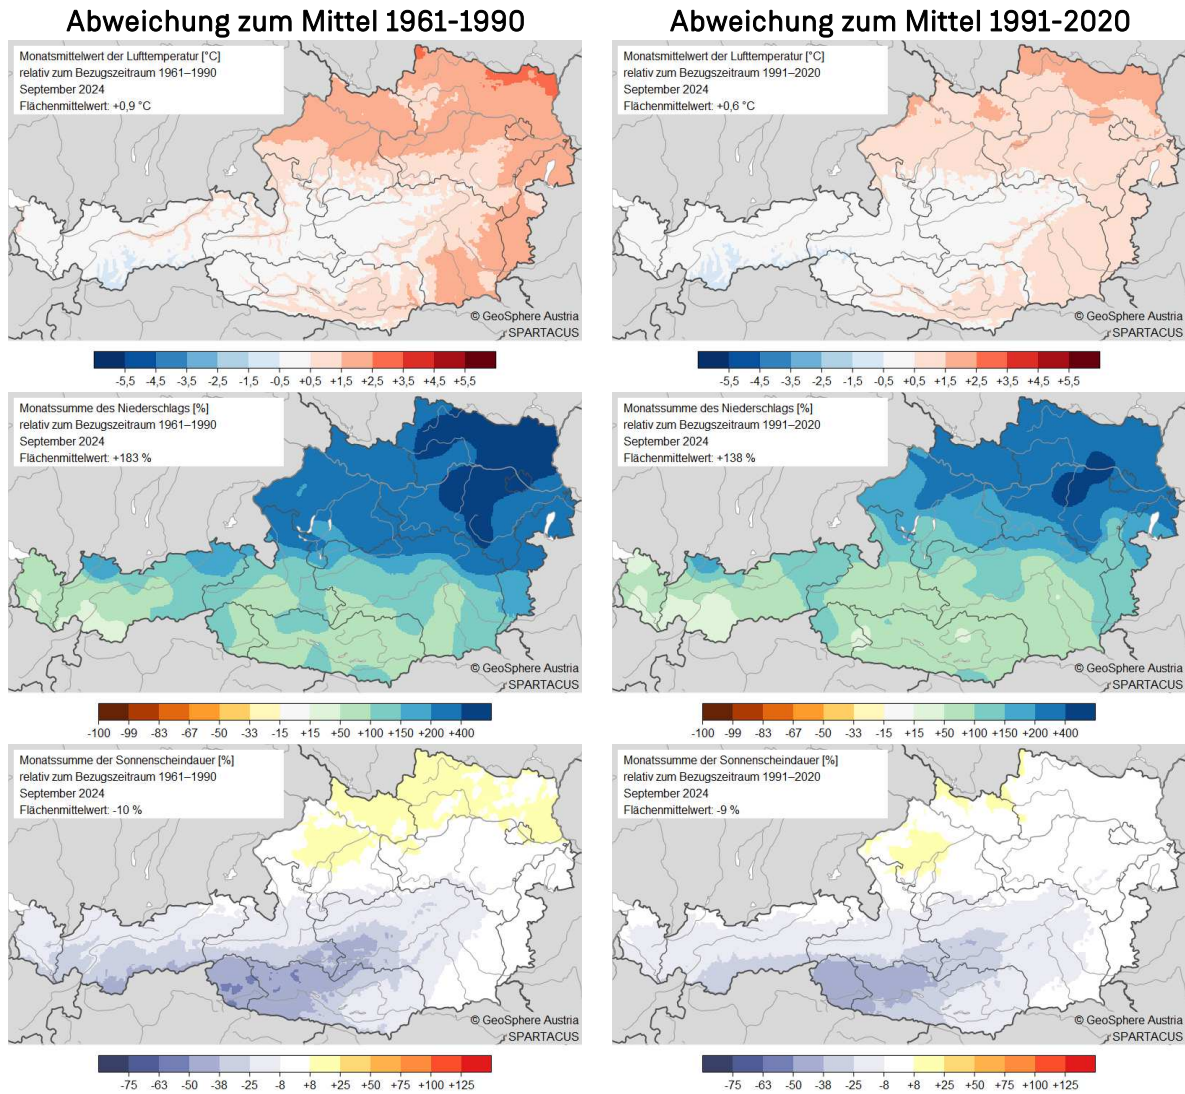 Abweichung zum Mittel 1961-1990
Abweichung zum Mittel 1991-2020
Monatsmittelwert der Lufttemperatur [°C]
relativ zum Bezugszeitraum 1961–1990
September 2024
Flächenmittelwert: +0,9 °C
© GeoSphere Austria
SPARTACUS
-5,5 -4,5 -3,5 -2,5 -1,5 -0,5 +0,5 +1,5 +2,5 +3,5 +4,5 +5,5
Monatsmittelwert der Lufttemperatur [°C]
relativ zum Bezugszeitraum 1991–2020
September 2024
Flächenmittelwert: +0,6 °C
© GeoSphere Austria
SPARTACUS
-5,5 -4,5 -3,5 -2,5 -1,5 -0,5 +0,5 +1,5 +2,5 +3,5 +4,5 +5,5
Monatssumme des Niederschlags [%]
relativ zum Bezugszeitraum 1961–1990
September 2024
Flächenmittelwert: +183 %
© GeoSphere Austria
SPARTACUS
-100 -99 -83 -67 -50 -33 -15 +15 +50 +100 +150 +200 +400
Monatssumme des Niederschlags [%]
relativ zum Bezugszeitraum 1991–2020
September 2024
Flächenmittelwert: +138 %
© GeoSphere Austria
SPARTACUS
-100 -99 -83 -67 -50 -33 -15 +15 +50 +100 +150 +200 +400
Monatssumme der Sonnenscheindauer [%]
relativ zum Bezugszeitraum 1961–1990
September 2024
Flächenmittelwert: -10 %
© GeoSphere Austria
SPARTACUS
-75 -63 -50 -38 -25 -8 +8 +25 +50 +75 +100 +125
Monatssumme der Sonnenscheindauer [%]
relativ zum Bezugszeitraum 1991–2020
September 2024
Flächenmittelwert: -9 %
© GeoSphere Austria
SPARTACUS
-75 -63 -50 -38 -25 -8 +8 +25 +50 +75 +100 +125